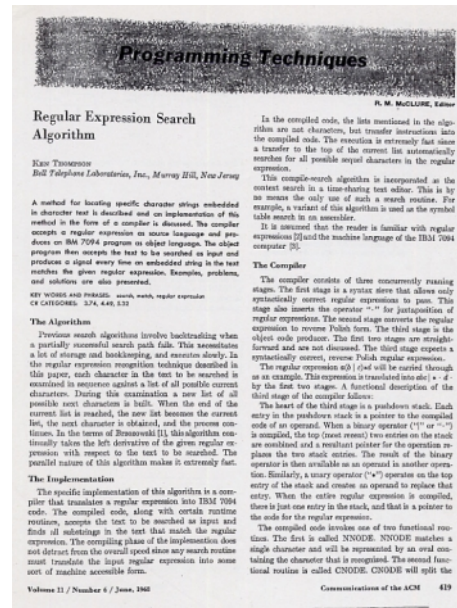 Programming Techniques
R. M. McCLURE, Editor
Regular Expression Search
Algorithm
KEN THOMPSON
Bell Telephone Laboratories, Inc., Murray Hill, New Jersey
A method for locating specific character strings embedded
in character text is described and an implementation of this
method in the form of a compiler is discussed. The compiler
accepts a regular expression as source language and pro-
duces an IBM 7094 program as object language. The object
program then accepts the text to be searched as input and
produces a signal every time an embedded string in the text
matches the given regular expression. Examples, problems,
and solutions are also presented.
KEY WORDS AND PHRASES: search, match, regular expression
CR CATEGORIES: 3.74, 4.49, 5.32
The Algorithm
Previous search algorithms involve backtracking when
a partially successful search path fails. This necessitates
a lot of storage and bookkeeping, and executes slowly. In
the regular expression recognition technique described in
this paper, each character in the text to be searched is
examined in sequence against a list of all possible current
characters. During this examination a new list of all
possible next characters is built. When the end of the
current list is reached, the new list becomes the current
list, the next character is obtained, and the process con-
tinues. In the terms of Brzozowski [1], this algorithm con-
tinually takes the left derivative of the given regular ex-
pression with respect to the text to be searched. The
parallel nature of this algorithm makes it extremely fast.
The Implementation
The specific implementation of this algorithm is a com-
piler that translates a regular expression into IBM 7094
code. The compiled code, along with certain runtime
routines, accepts the text to be searched as input and
finds all substrings in the text that match the regular
expression. The compiling phase of the implementation does
not detract from the overall speed since any search routine
must translate the input regular expression into some
sort of machine accessible form.
In the compiled code, the lists mentioned in the algo-
rithm are not characters, but transfer instructions into
the compiled code. The execution is extremely fast since
a transfer to the top of the current list automatically
searches for all possible sequel characters in the regular
expression.
This compile-search algorithm is incorporated as the
context search in a time-sharing text editor. This is by
no means the only use of such a search routine. For
example, a variant of this algorithm is used as the symbol
table search in an assembler.
It is assumed that the reader is familiar with regular
expressions [2] and the machine language of the IBM 7094
computer [3].
The Compiler
The compiler consists of three concurrently running
stages. The first stage is a syntax sieve that allows only
syntactically correct regular expressions to pass. This
stage also inserts the operator "·" for juxtaposition of
regular expressions. The second stage converts the regular
expression to reverse Polish form. The third stage is the
object code producer. The first two stages are straight-
forward and are not discussed. The third stage expects a
syntactically correct, reverse Polish regular expression.
The regular expression a(b | c)*d will be carried through
as an example. This expression is translated into abc | * · d ·
by the first two stages. A functional description of the
third stage of the compiler follows:
The heart of the third stage is a pushdown stack. Each
entry in the pushdown stack is a pointer to the compiled
code of an operand. When a binary operator ("|" or "·")
is compiled, the top (most recent) two entries on the stack
are combined and a resultant pointer for the operation re-
places the two stack entries. The result of the binary
operator is then available as an operand in another opera-
tion. Similarly, a unary operator ("*") operates on the top
entry of the stack and creates an operand to replace that
entry. When the entire regular expression is compiled,
there is just one entry in the stack, and that is a pointer to
the code for the regular expression.
The compiled code invokes one of two functional rou-
tines. The first is called NNODE. NNODE matches a
single character and will be represented by an oval con-
taining the character that is recognized. The second func-
tional routine is called CNODE. CNODE will split the
Volume 11 / Number 6 / June, 1968
Communications of the ACM 419